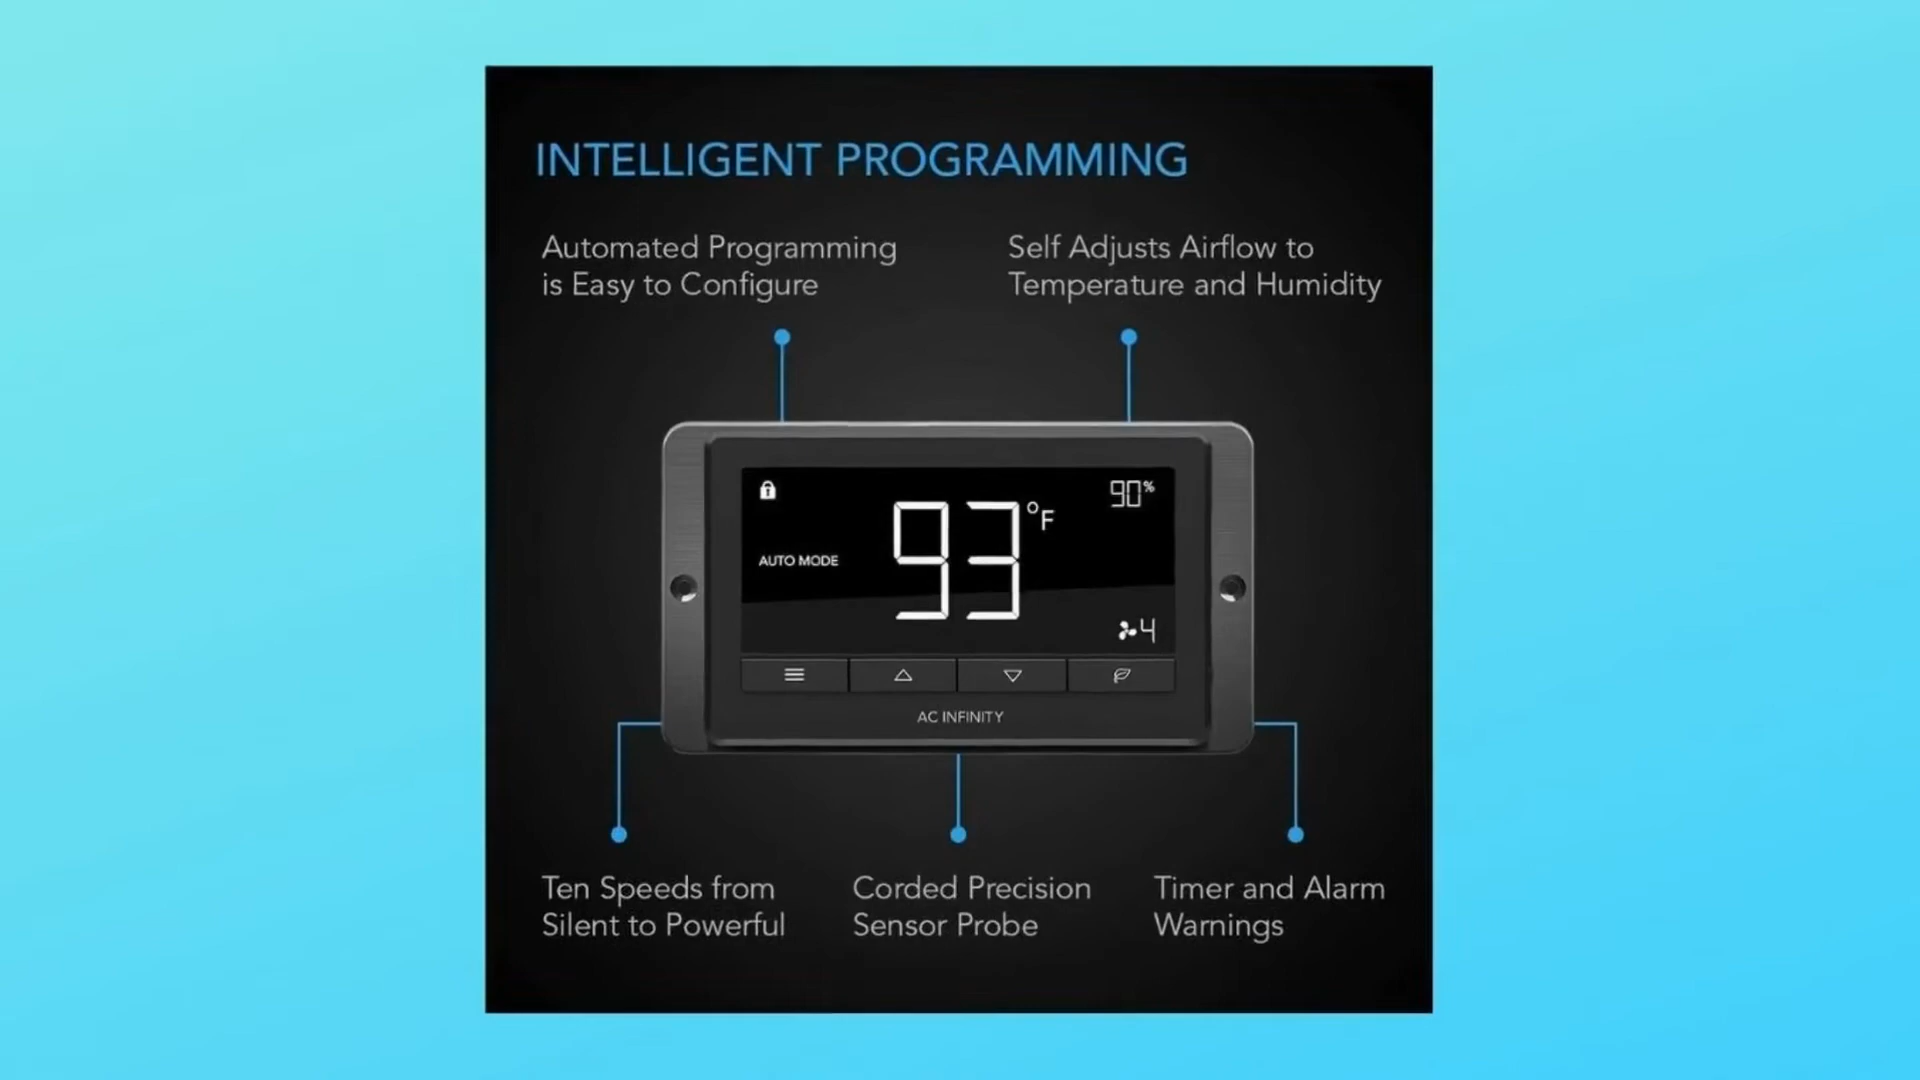 INTELLIGENT PROGRAMMING
Automated Programming
is Easy to Configure
Self Adjusts Airflow to
Temperature and Humidity
90%
93°F
AUTO MODE
4
AC INFINITY
Ten Speeds from
Silent to Powerful
Corded Precision
Sensor Probe
Timer and Alarm
Warnings